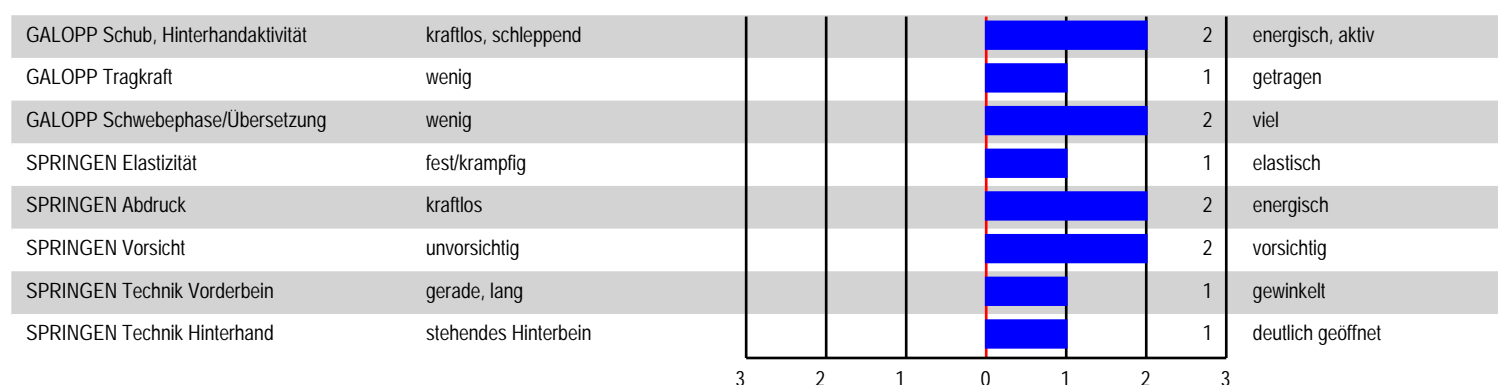 GALOPP Schub, Hinterhandaktivität kraftlos, schleppend 2 energisch, aktiv
GALOPP Tragkraft wenig 1 getragen
GALOPP Schwebephase/Übersetzung wenig 2 viel
SPRINGEN Elastizität fest/krampfig 1 elastisch
SPRINGEN Abdruck kraftlos 2 energisch
SPRINGEN Vorsicht unvorsichtig 2 vorsichtig
SPRINGEN Technik Vorderbein gerade, lang 1 gewinkelt
SPRINGEN Technik Hinterhand stehendes Hinterbein 1 deutlich geöffnet
3 2 1 0 1 2 3